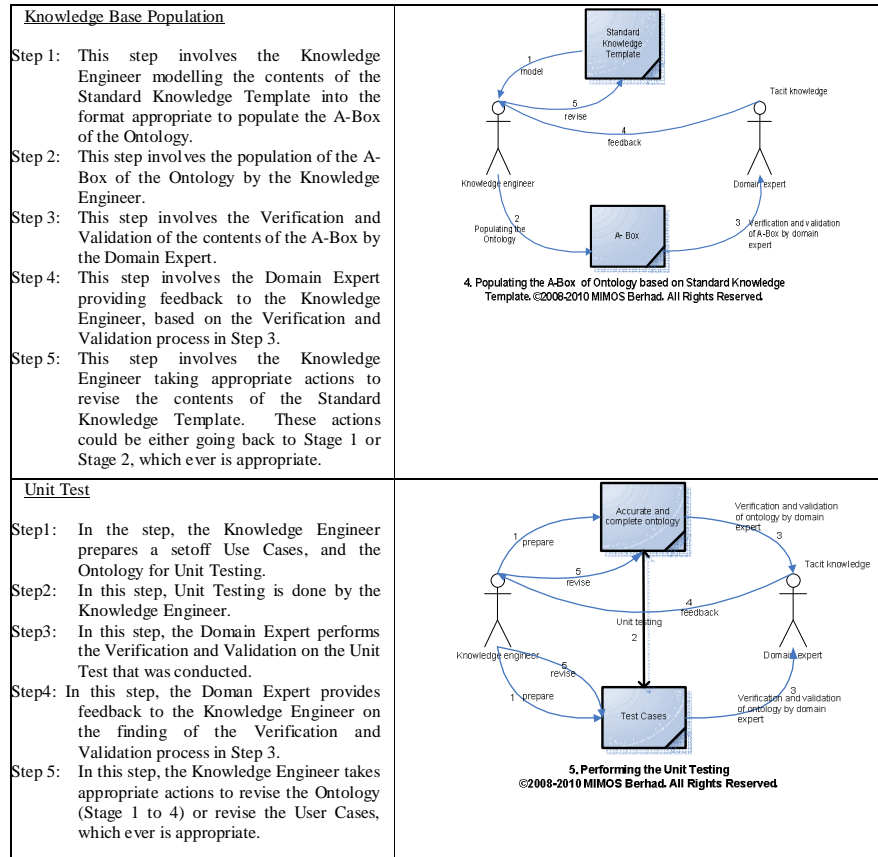 Knowledge Base Population
Step 1: This step involves the Knowledge
Engineer modelling the contents of the
Standard Knowledge Template into the
format appropriate to populate the A-Box
of the Ontology.
Step 2: This step involves the population of the A-
Box of the Ontology by the Knowledge
Engineer.
Step 3: This step involves the Verification and
Validation of the contents of the A-Box by
the Domain Expert.
Step 4: This step involves the Domain Expert
providing feedback to the Knowledge
Engineer, based on the Verification and
Validation process in Step 3.
Step 5: This step involves the Knowledge
Engineer taking appropriate actions to
revise the contents of the Standard
Knowledge Template. These actions
could be either going back to Stage 1 or
Stage 2, which ever is appropriate.
Standard
Knowledge
Template
1
model
5
revise
Tacit knowledge
4
feedback
Knowledge engineer
Domain expert
2
Populating the
Ontology
A- Box
3 Verification and validation
of A-Box by domain
expert
4. Populating the A-Box of Ontology based on Standard Knowledge
Template. ©2008-2010 MIMOS Berhad. All Rights Reserved.
Unit Test
Step1: In the step, the Knowledge Engineer
prepares a setoff Use Cases, and the
Ontology for Unit Testing.
Step2: In this step, Unit Testing is done by the
Knowledge Engineer.
Step3: In this step, the Domain Expert performs
the Verification and Validation on the Unit
Test that was conducted.
Step4: In this step, the Doman Expert provides
feedback to the Knowledge Engineer on
the finding of the Verification and
Validation process in Step 3.
Step 5: In this step, the Knowledge Engineer takes
appropriate actions to revise the Ontology
(Stage 1 to 4) or revise the User Cases,
which ever is appropriate.
Accurate and
complete ontology
Verification and validation
of ontology by domain
expert
3
1 prepare
5
revise
Tacit knowledge
4
feedback
Unit testing
2
Knowledge engineer
Domain expert
5
revise
1 prepare
Test Cases
3
Verification and validation
of ontology by domain
expert
5. Performing the Unit Testing
©2008-2010 MIMOS Berhad. All Rights Reserved.